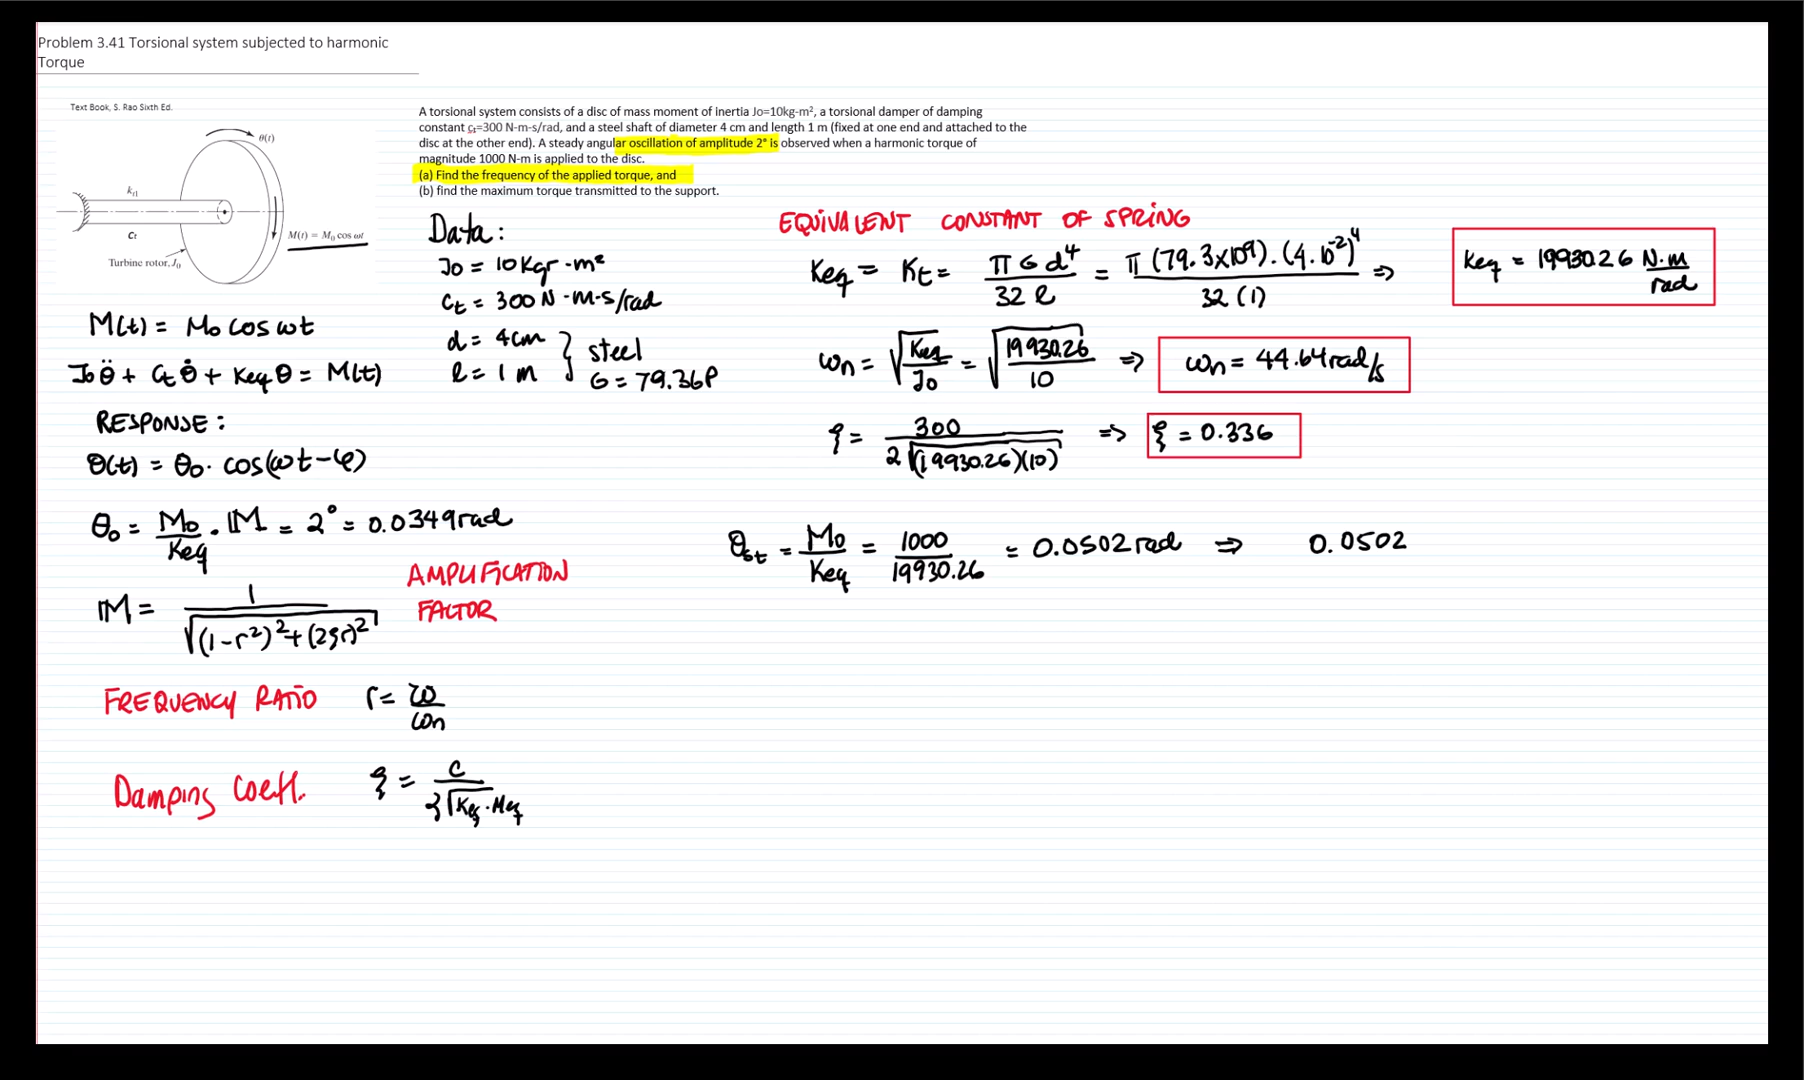 Problem 3.41 Torsional system subjected to harmonic
Torque
Text Book, S. Rao Sixth Ed.
A torsional system consists of a disc of mass moment of inertia Jo=10kg-m², a torsional damper of damping
constant ct=300 N-m-s/rad, and a steel shaft of diameter 4 cm and length 1 m (fixed at one end and attached to the
disc at the other end). A steady angular oscillation of amplitude 2° is observed when a harmonic torque of
magnitude 1000 N-m is applied to the disc.
(a) Find the frequency of the applied torque, and
(b) find the maximum torque transmitted to the support.
θ(t)
k_t1
Ct
M(t) = M₀ cos ωt
Turbine rotor, J₀
M(t) = Mo cos ωt
Jo θ̈ + Ct θ̇ + Keq θ = M(t)
RESPONSE:
θ(t) = θo. cos(ωt-φ)
θo = Mo/Keq . M = 2° = 0.0349 rad
M = 1/√((1-r²)²+(2ξr)²)
AMPLIFICATION
FACTOR
FREQUENCY RATIO r = ω/ωn
Damping Coeff. ξ = C/2√(Keq.Meq)
Data:
Jo = 10 Kgr-m²
Ct = 300 N-m-s/rad
d = 4cm
l = 1 m
} steel
G = 79.3GP
EQUIVALENT CONSTANT OF SPRING
Keq = Kt = πGd⁴/32l = π(79.3x10⁹).(4.10⁻²)⁴/32(1) ⇒
Keq = 19930.26 N.m/rad
ωn = √(Keq/Jo) = √(19930.26/10) ⇒ ωn = 44.64 rad/s
ξ = 300/2√((19930.26)(10)) ⇒ ξ = 0.336
θst = Mo/Keq = 1000/19930.26 = 0.0502 rad ⇒ 0.0502